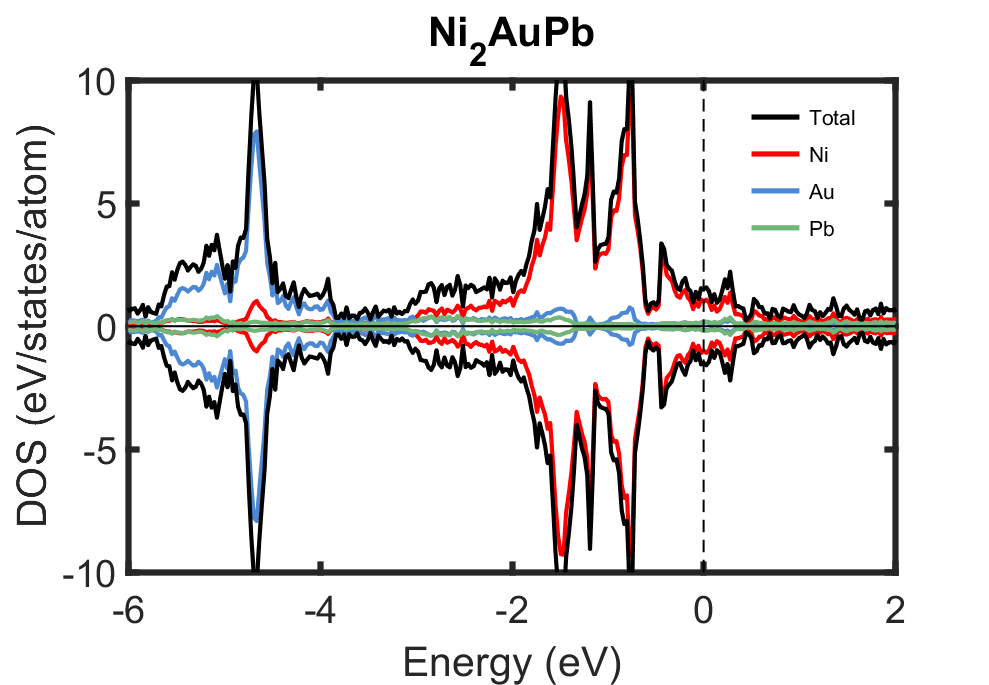 Ni₂AuPb
10
5
0
-5
-10
DOS (eV/states/atom)
Total
Ni
Au
Pb
-6 -4 -2 0 2
Energy (eV)